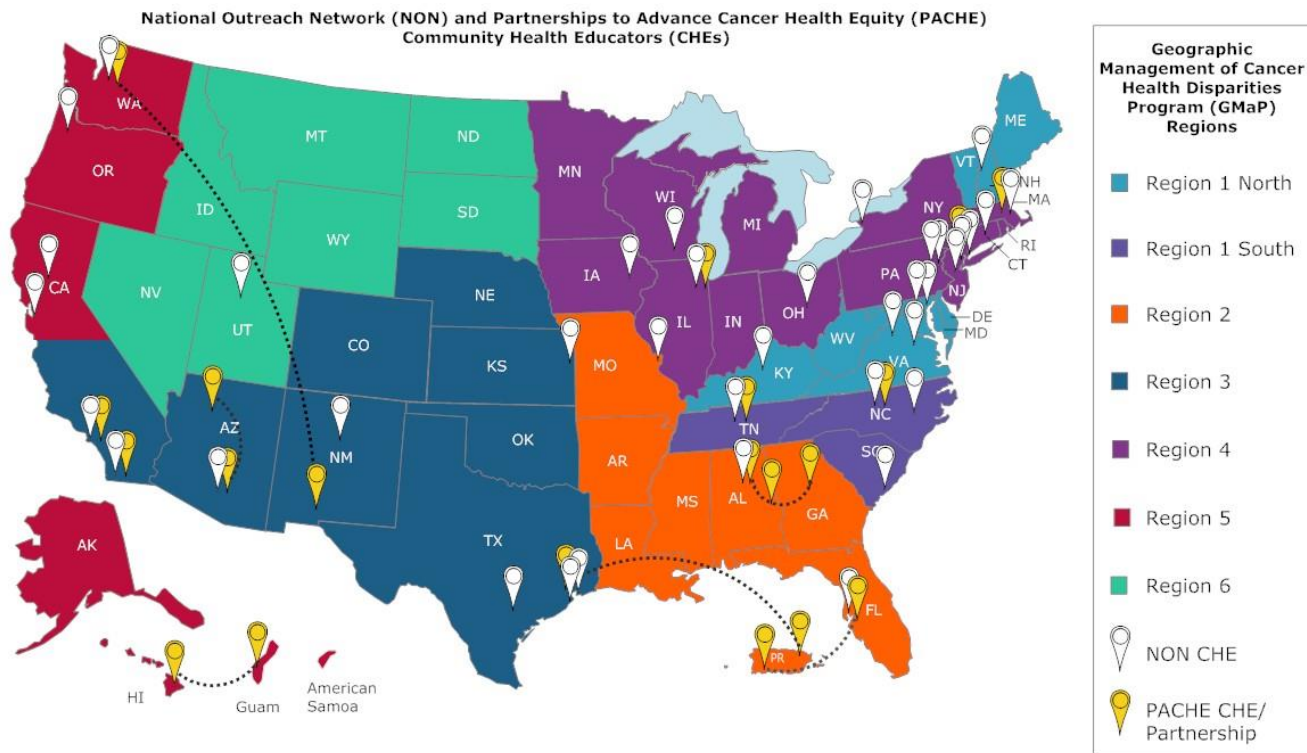 National Outreach Network (NON) and Partnerships to Advance Cancer Health Equity (PACHE)
Community Health Educators (CHEs)
WA
OR
CA
ID
NV
MT
WY
UT
ND
SD
NE
CO
KS
AZ
NM
OK
TX
MN
WI
MI
IA
IL
IN
OH
MO
AR
LA
MS
AL
GA
FL
PR
TN
KY
WV
VA
NC
SC
PA
NY
NJ
VT
ME
NH
MA
RI
CT
DE
MD
AK
HI
Guam
American
Samoa
Geographic
Management of Cancer
Health Disparities
Program (GMaP)
Regions
Region 1 North
Region 1 South
Region 2
Region 3
Region 4
Region 5
Region 6
NON CHE
PACHE CHE/
Partnership